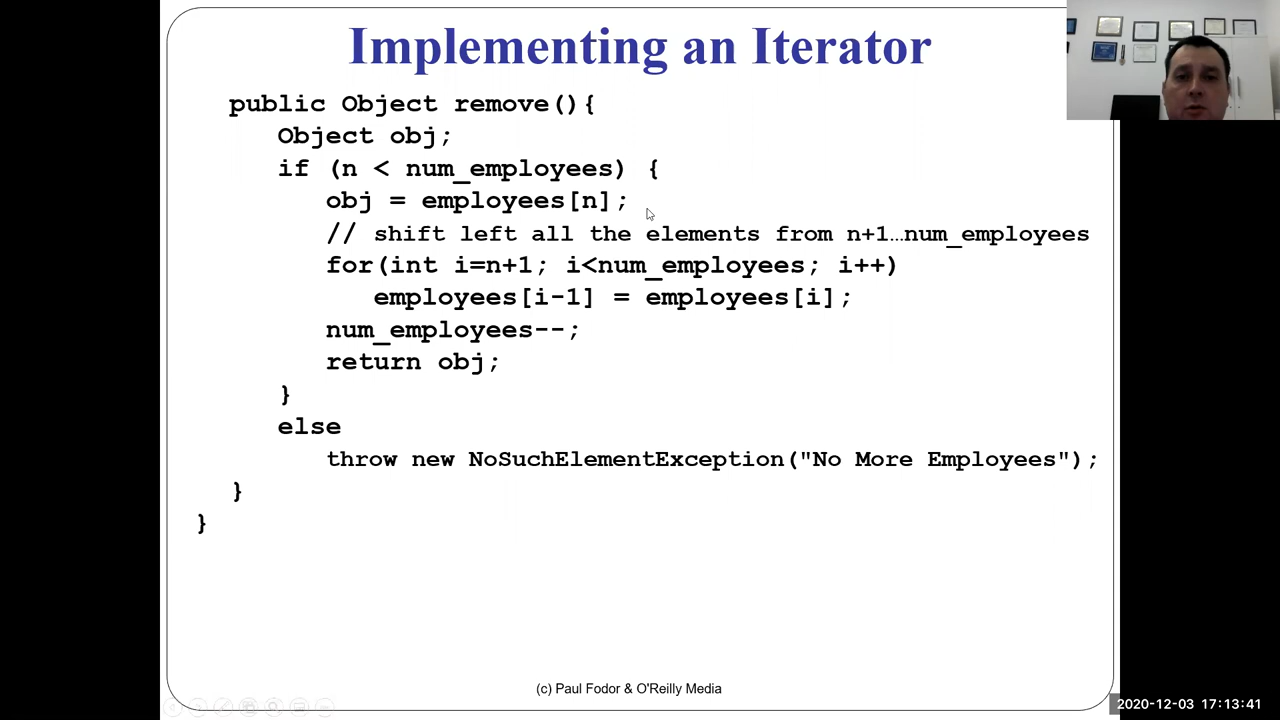 Implementing an Iterator
public Object remove(){
Object obj;
if (n < num_employees) {
obj = employees[n];
// shift left all the elements from n+1…num_employees
for(int i=n+1; i<num_employees; i++)
employees[i-1] = employees[i];
num_employees--;
return obj;
}
else
throw new NoSuchElementException("No More Employees");
}
}
(c) Paul Fodor & O'Reilly Media
2020-12-03 17:13:41